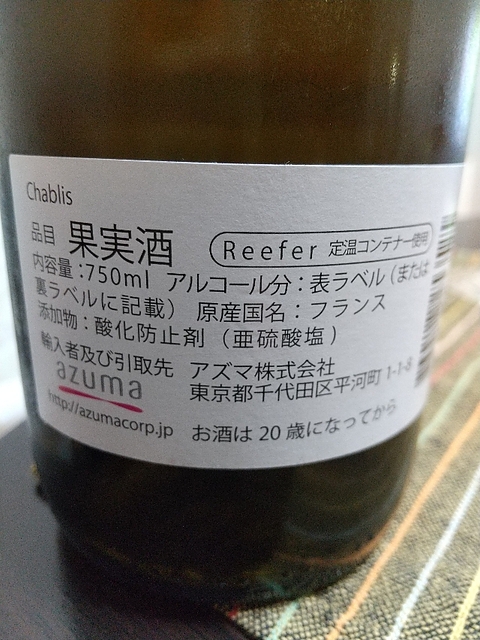 Chablis
品目 果実酒 Reefer 定温コンテナー使用
内容量:750ml アルコール分:表ラベル(または
裏ラベルに記載) 原産国名:フランス
添加物:酸化防止剤(亜硫酸塩)
輸入者及び引取先 アズマ株式会社
azuma 東京都千代田区平河町 1-1-8
http://azumacorp.jp お酒は20歳になってから